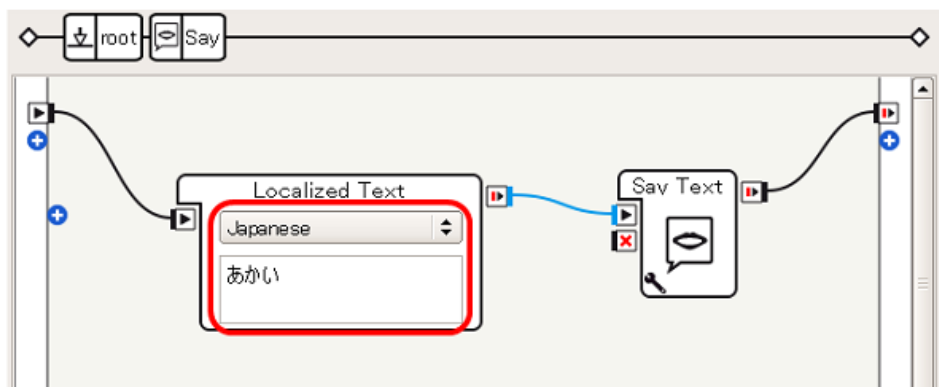 root Say
Localized Text
Say Text
Japanese
あかい